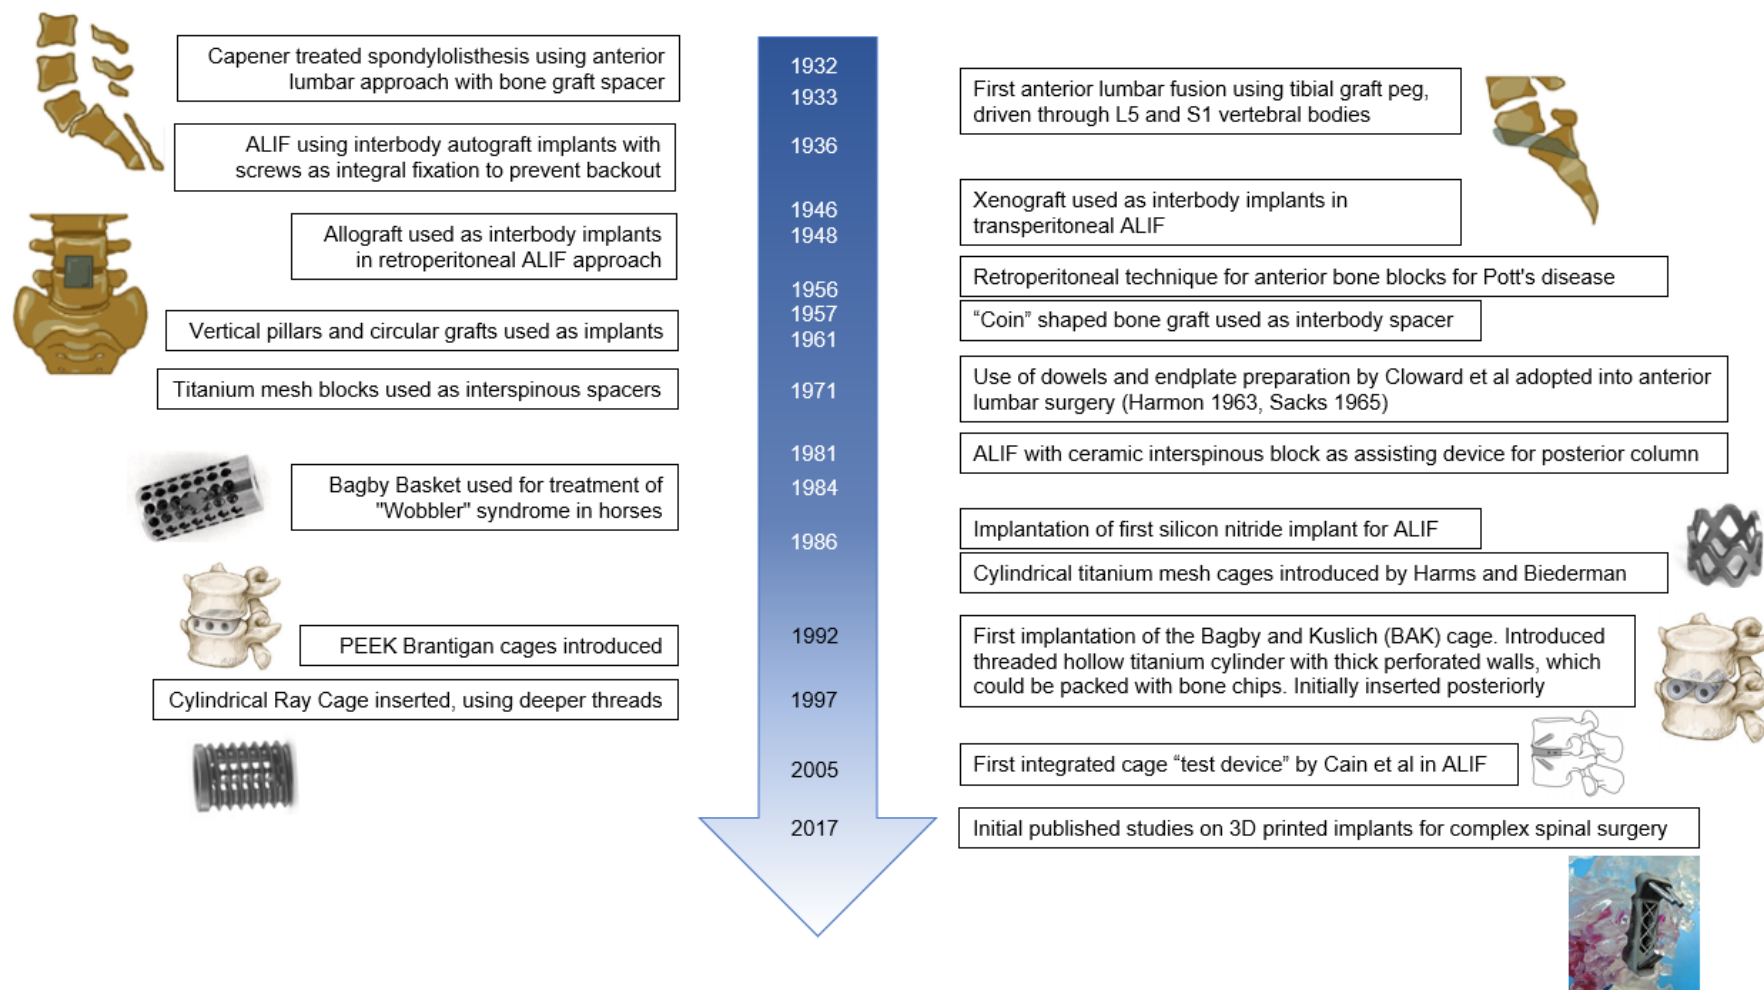 Capener treated spondylolisthesis using anterior
lumbar approach with bone graft spacer
1932
1933
First anterior lumbar fusion using tibial graft peg,
driven through L5 and S1 vertebral bodies
ALIF using interbody autograft implants with
screws as integral fixation to prevent backout
1936
Xenograft used as interbody implants in
transperitoneal ALIF
1946
Allograft used as interbody implants
in retroperitoneal ALIF approach
1948
Retroperitoneal technique for anterior bone blocks for Pott's disease
1956
1957
“Coin” shaped bone graft used as interbody spacer
Vertical pillars and circular grafts used as implants
1961
Use of dowels and endplate preparation by Cloward et al adopted into anterior
lumbar surgery (Harmon 1963, Sacks 1965)
Titanium mesh blocks used as interspinous spacers
1971
1981
ALIF with ceramic interspinous block as assisting device for posterior column
Bagby Basket used for treatment of
"Wobbler" syndrome in horses
1984
Implantation of first silicon nitride implant for ALIF
1986
Cylindrical titanium mesh cages introduced by Harms and Biederman
PEEK Brantigan cages introduced
1992
First implantation of the Bagby and Kuslich (BAK) cage. Introduced
threaded hollow titanium cylinder with thick perforated walls, which
could be packed with bone chips. Initially inserted posteriorly
Cylindrical Ray Cage inserted, using deeper threads
1997
2005
First integrated cage “test device” by Cain et al in ALIF
2017
Initial published studies on 3D printed implants for complex spinal surgery